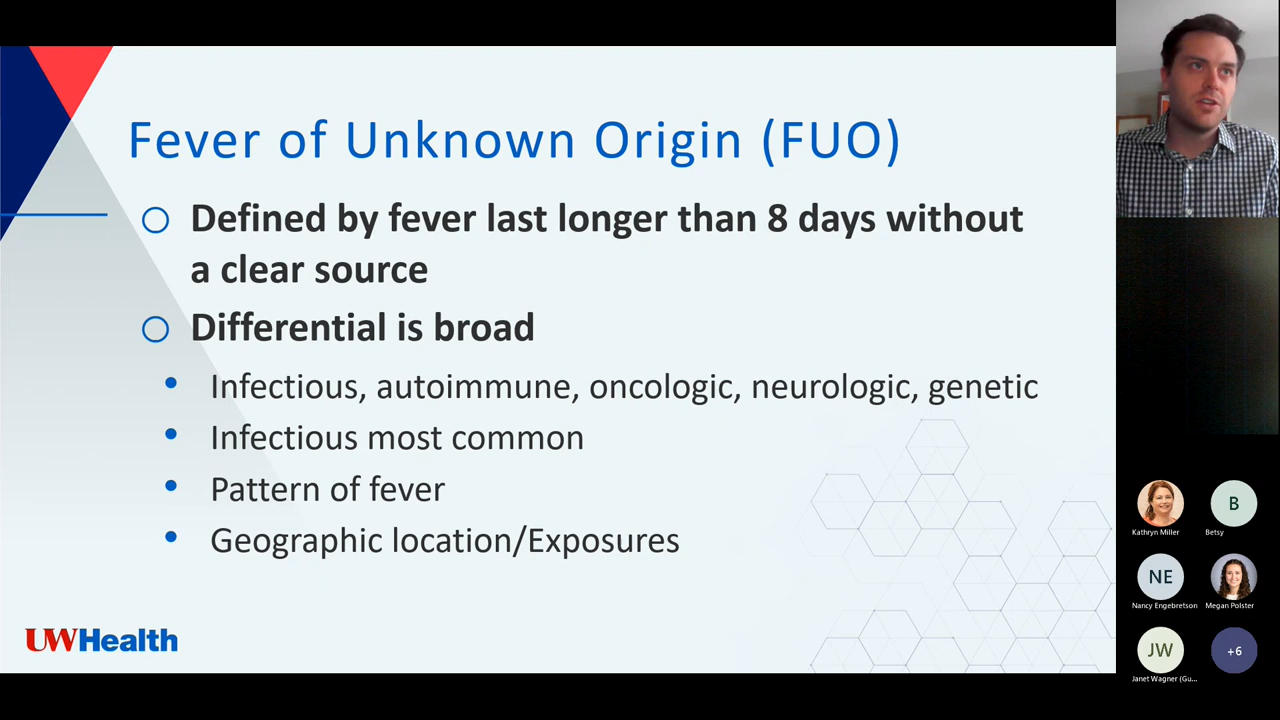 Fever of Unknown Origin (FUO)
Defined by fever last longer than 8 days without
a clear source
Differential is broad
Infectious, autoimmune, oncologic, neurologic, genetic
Infectious most common
Pattern of fever
Geographic location/Exposures
UWHealth
Kathryn Miller
B
Betsy
NE
Nancy Engebretson
Megan Polster
JW
Janet Wagner (Gu...
+6